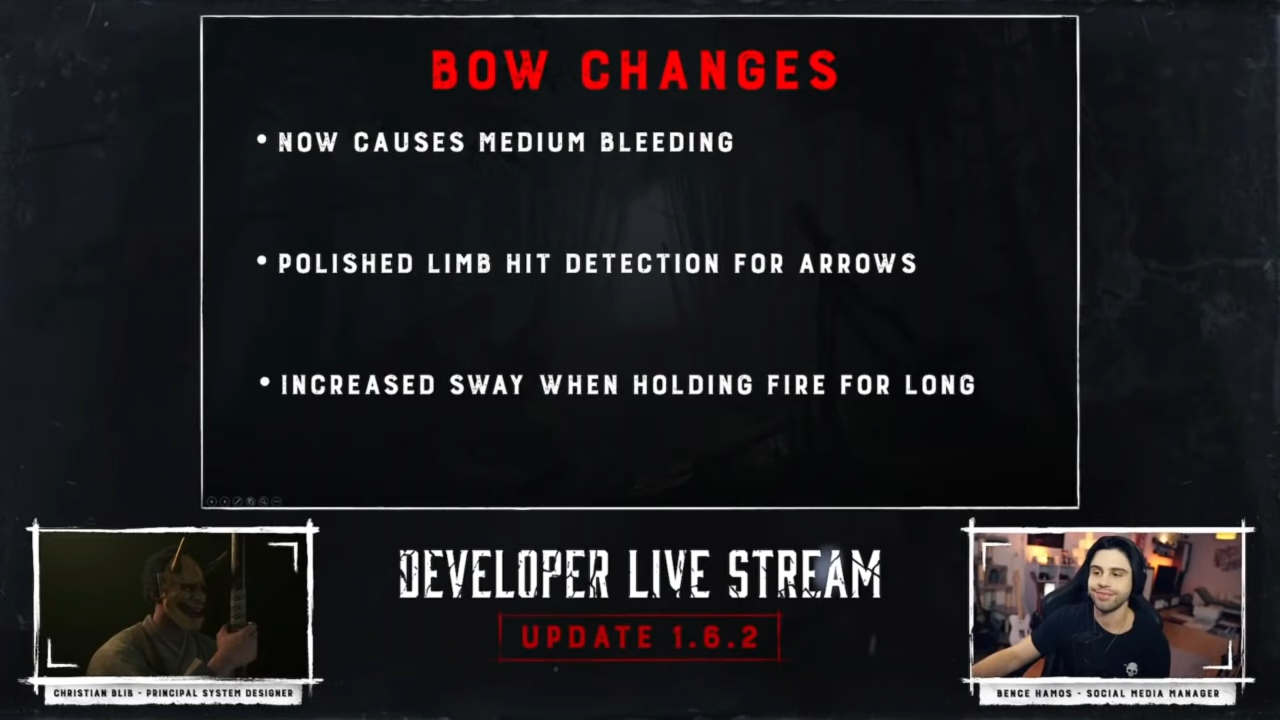 BOW CHANGES
• NOW CAUSES MEDIUM BLEEDING
• POLISHED LIMB HIT DETECTION FOR ARROWS
• INCREASED SWAY WHEN HOLDING FIRE FOR LONG
DEVELOPER LIVE STREAM
UPDATE 1.6.2
CHRISTIAN BLIB - PRINCIPAL SYSTEM DESIGNER
BENCE HAMOS - SOCIAL MEDIA MANAGER